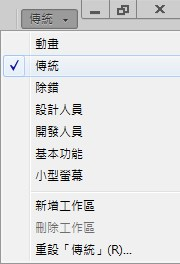 傳統
動畫
傳統
除錯
設計人員
開發人員
基本功能
小型螢幕
新增工作區
刪除工作區
重設「傳統」(R)...